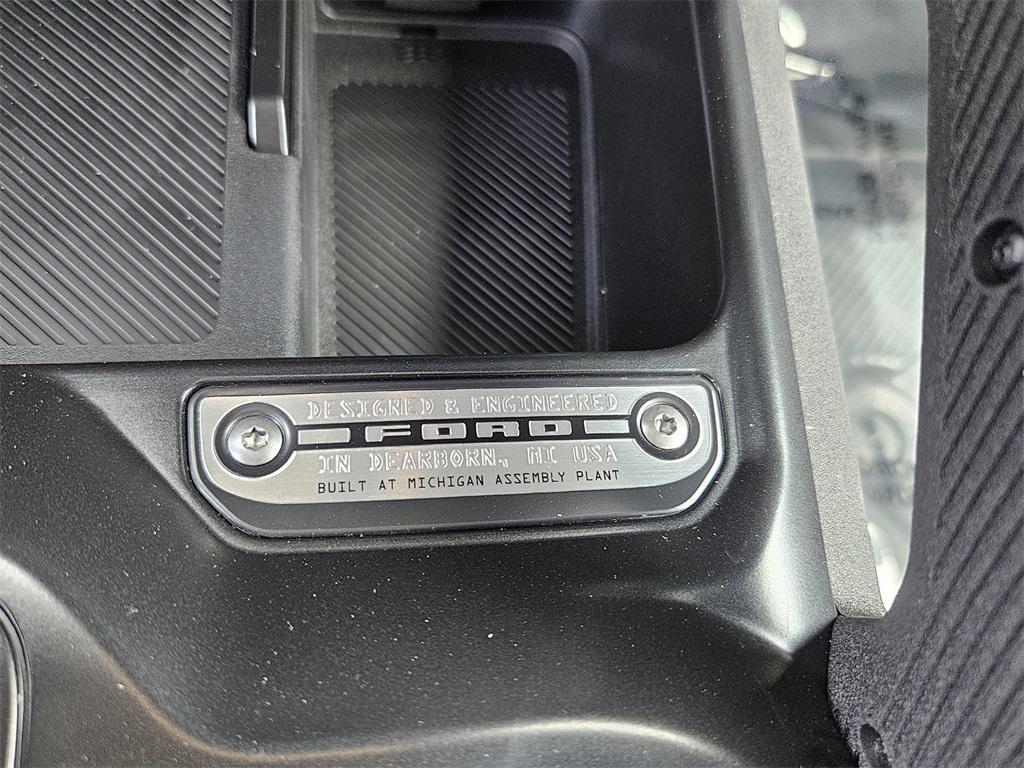 DESIGNED & ENGINEERED
FORD
IN DEARBORN, MI USA
BUILT AT MICHIGAN ASSEMBLY PLANT